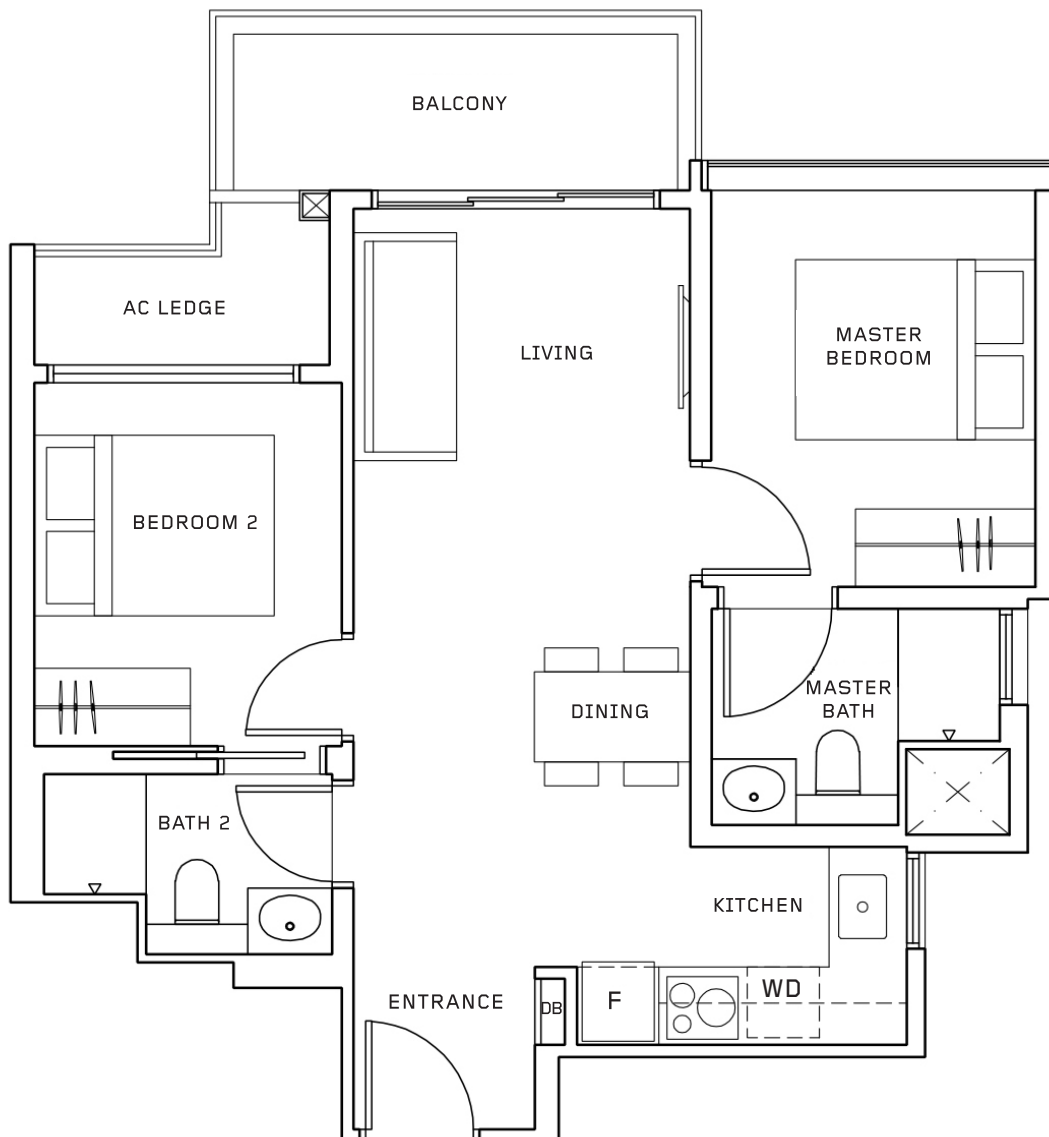 BALCONY
AC LEDGE
LIVING
MASTER
BEDROOM
BEDROOM 2
DINING
MASTER
BATH
BATH 2
KITCHEN
ENTRANCE
DB
F
WD